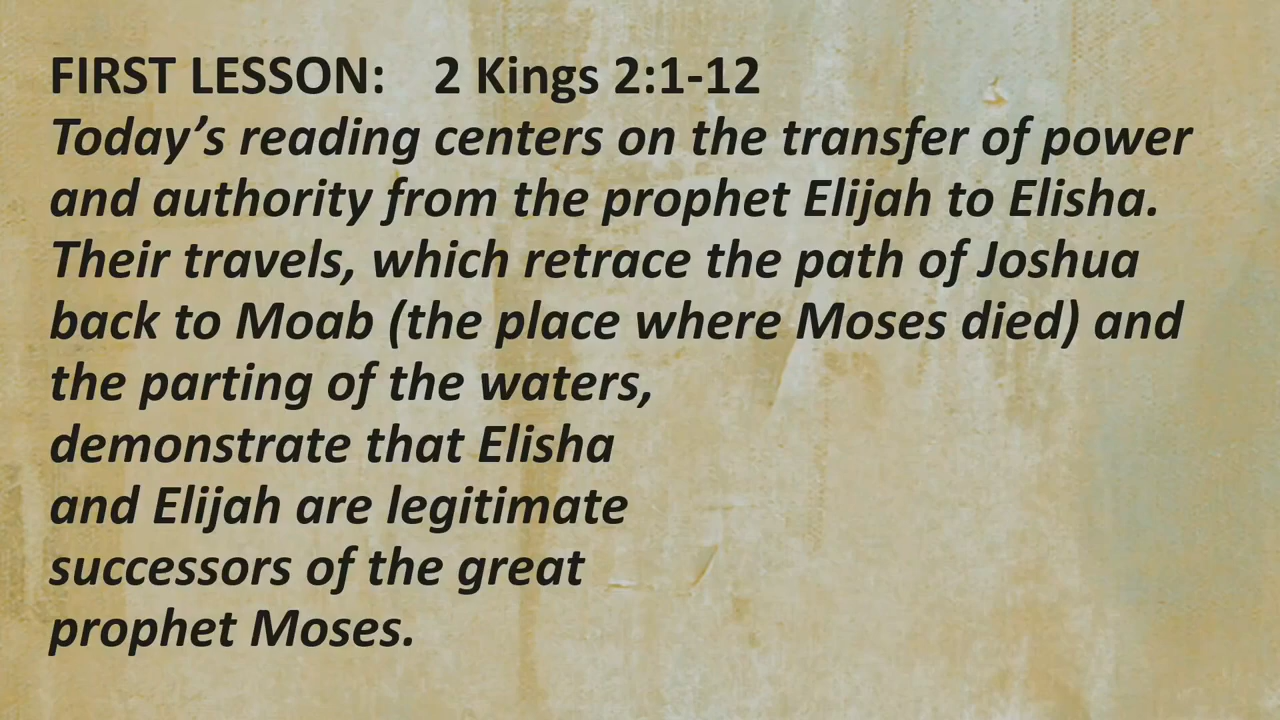 FIRST LESSON: 2 Kings 2:1-12
Today’s reading centers on the transfer of power
and authority from the prophet Elijah to Elisha.
Their travels, which retrace the path of Joshua
back to Moab (the place where Moses died) and
the parting of the waters,
demonstrate that Elisha
and Elijah are legitimate
successors of the great
prophet Moses.